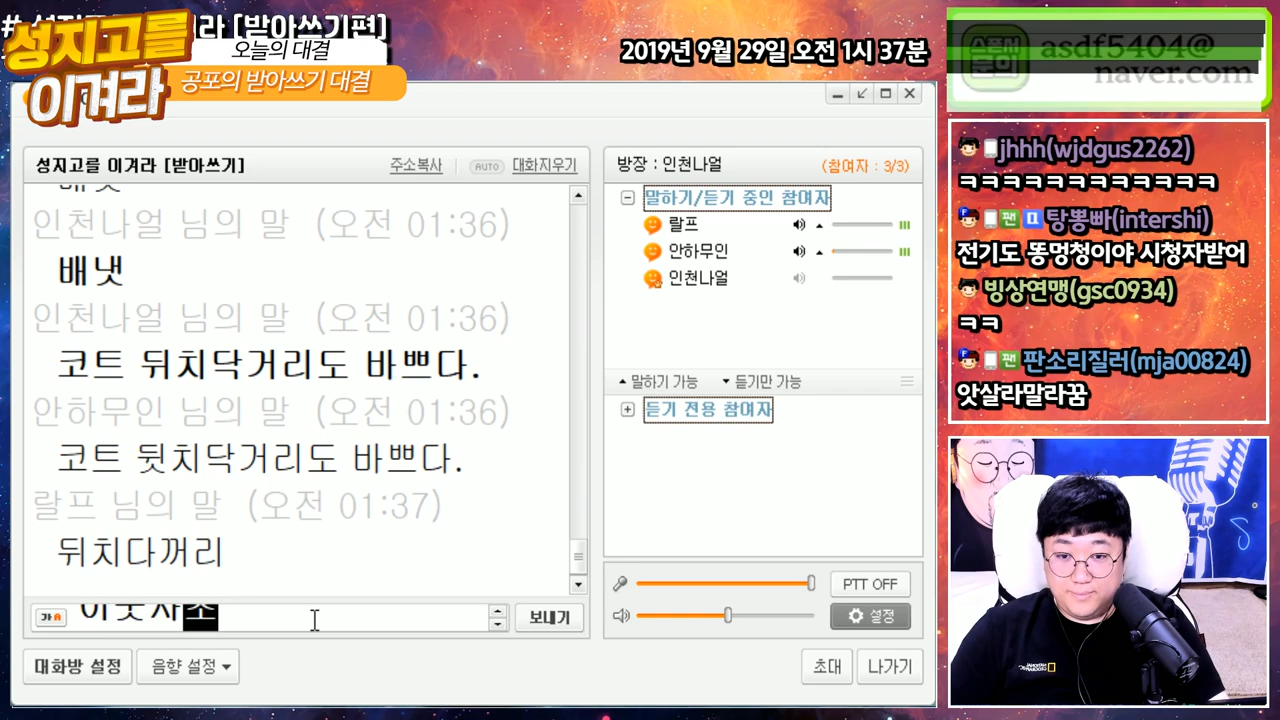 라 [받아쓰기편]
성지고를
이겨라
오늘의 대결
공포의 받아쓰기 대결
2019년 9월 29일 오전 1시 37분
asdf5404@
naver.com
성지고를 이겨라 [받아쓰기]
주소복사
AUTO
대화지우기
배냇
인천나얼 님의 말 (오전 01:36)
배냇
인천나얼 님의 말 (오전 01:36)
코트 뒤치닥거리도 바쁘다.
안하무인 님의 말 (오전 01:36)
코트 뒷치닥거리도 바쁘다.
랄프 님의 말 (오전 01:37)
뒤치다꺼리
가
보내기
대화방 설정
음향 설정
방장 : 인천나얼
(참여자 : 3/3)
말하기/듣기 중인 참여자
랄프
안하무인
인천나얼
말하기 가능
듣기만 가능
듣기 전용 참여자
PTT OFF
설정
초대
나가기
jhhh(wjdgus2262)
ㅋㅋㅋㅋㅋㅋㅋㅋㅋㅋㅋㅋ
F 팬 탕뽕빠(intershi)
전기도 똥멍청이야 시청자받어
빙상연맹(gsc0934)
ㅋㅋ
F 팬 판소리질러(mja00824)
앗살라말라꿈
NATIONAL
GEOGRAPHIC